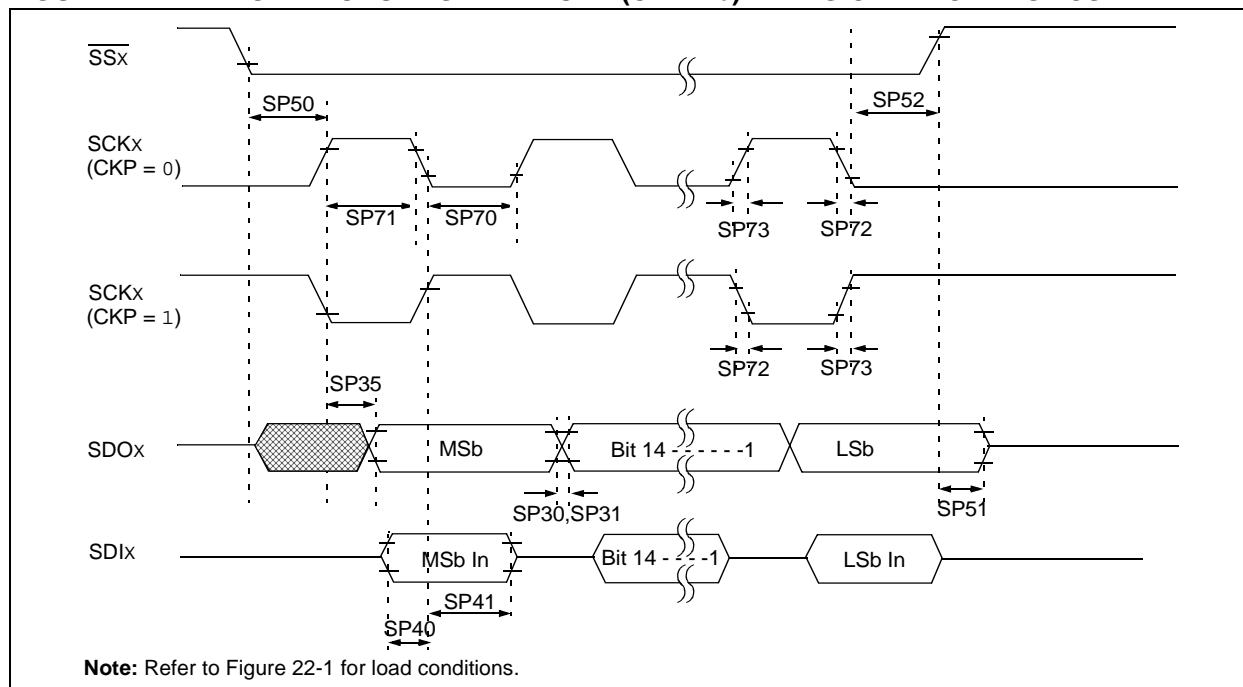 SSx
SP50
SP52
SCKx
(CKP = 0)
SP71
SP70
SP73
SP72
SCKx
(CKP = 1)
SP72
SP73
SP35
SDOx
MSb
Bit 14 - - - - - -1
LSb
SP30,SP31
SP51
SDIx
MSb In
Bit 14 - - - -1
LSb In
SP41
SP40
Note: Refer to Figure 22-1 for load conditions.